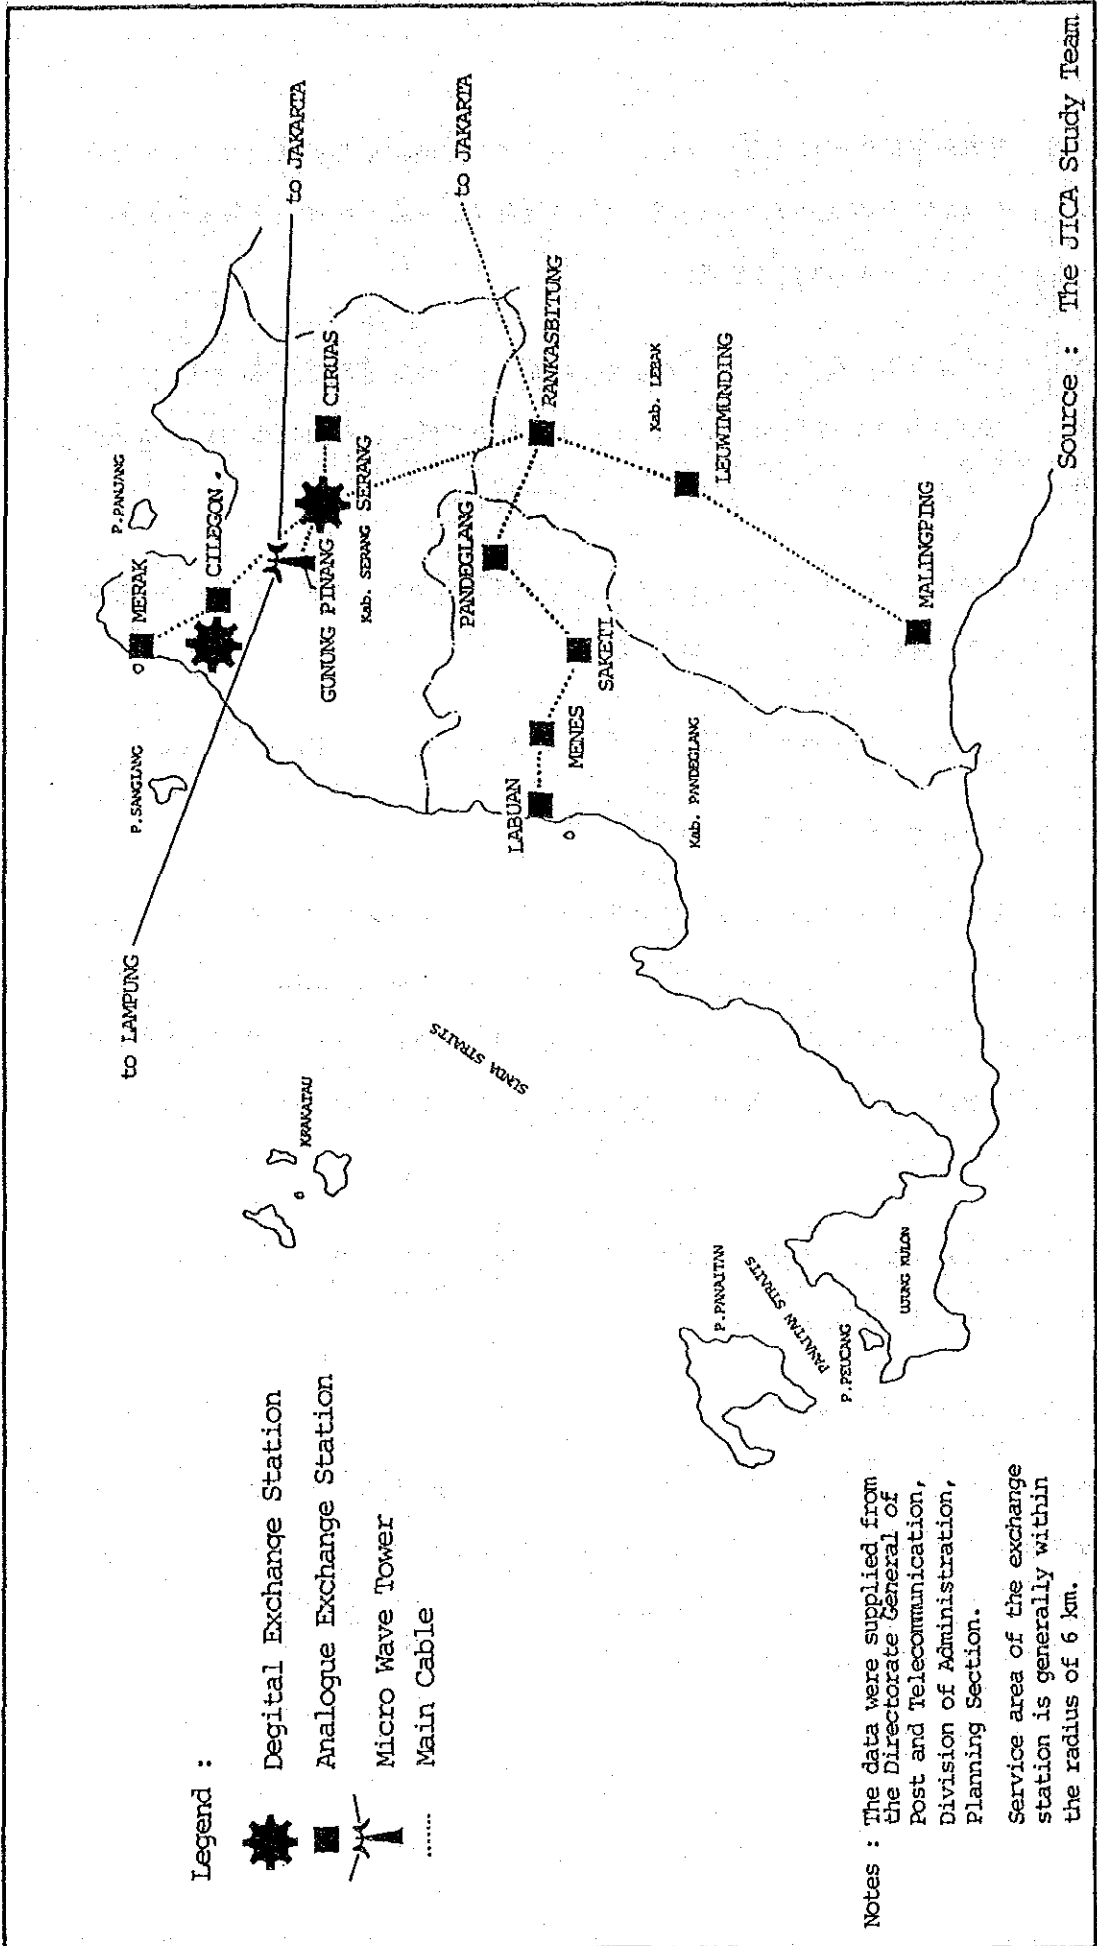 to LAMPUNG
P.SANGIANG
MERAK
P.PANJANG
CILEGON
to JAKARTA
KRAKATAU
GUNUNG PINANG
SERANG
CIRUAS
Kab. SERANG
SUNDA STRAITS
to JAKARTA
PANDEGLANG
RANKASBITUNG
LABUAN
MENES
SAKETI
Kab. LEBAK
Kab. PANDEGLANG
LEUWIMUNDING
P.PANAITAN
PANAITAN STRAITS
P.PEUCANG
UJUNG KULON
MALINGPING
Legend :
Degital Exchange Station
Analogue Exchange Station
Micro Wave Tower
Main Cable
Notes : The data were supplied from
the Directorate General of
Post and Telecommunication,
Division of Administration,
Planning Section.
Service area of the exchange
station is generally within
the radius of 6 km.
Source : The JICA Study Team